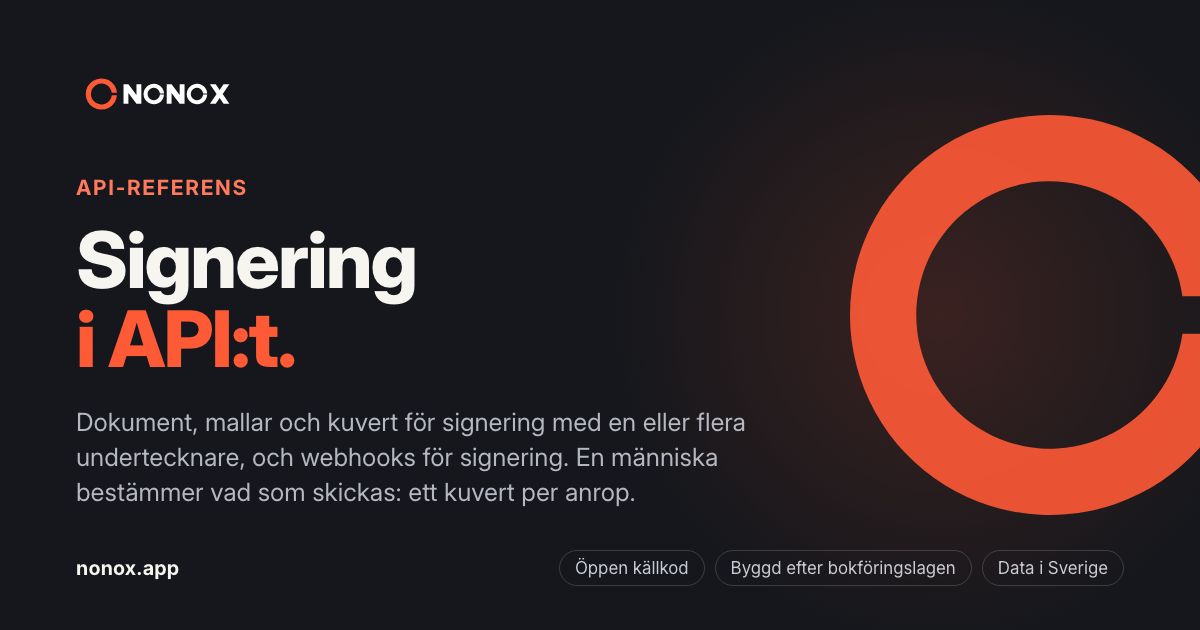 NONOX
API-REFERENS
Signering
i API:t.
Dokument, mallar och kuvert för signering med en eller flera
undertecknare, och webhooks för signering. En människa
bestämmer vad som skickas: ett kuvert per anrop.
nonox.app
Öppen källkod
Byggd efter bokföringslagen
Data i Sverige